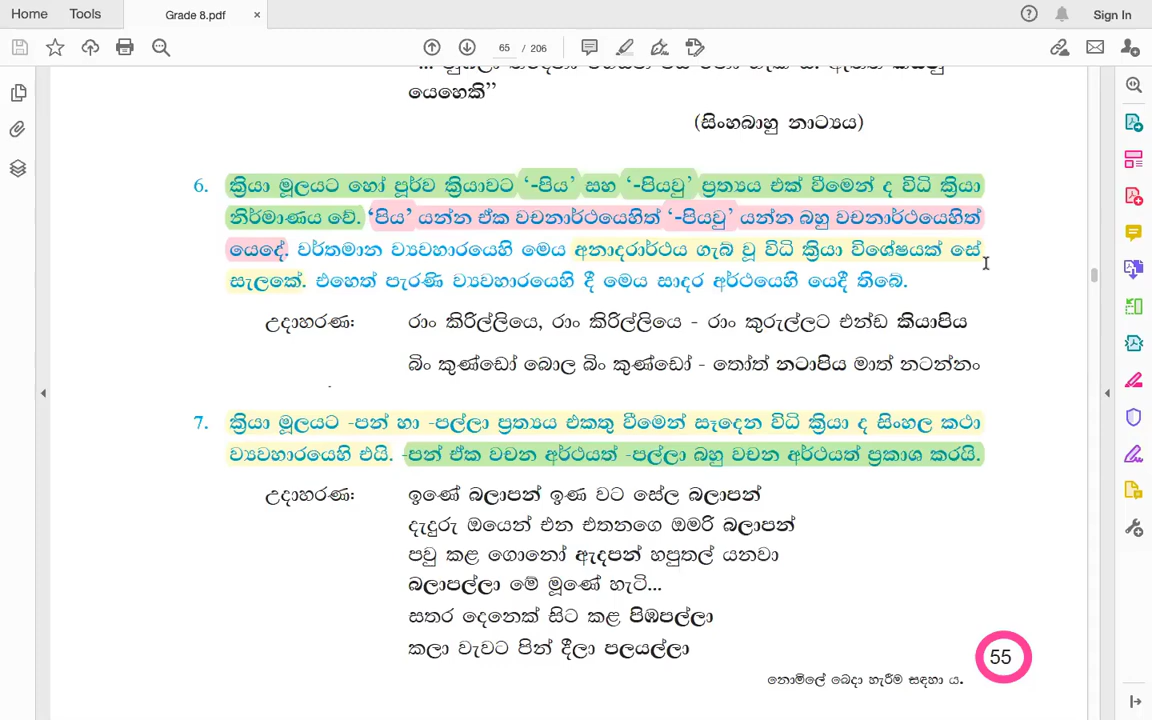 Home Tools Grade 8.pdf × Sign In
65 / 206
යෙහෙකි”
(සිංහබාහු නාට්‍යය)
6. ක්‍රියා මූලයට හෝ පූර්ව ක්‍රියාවට ‘-පිය’ සහ ‘-පියවු’ ප්‍රත්‍යය එක් වීමෙන් ද විධි ක්‍රියා
නිර්මාණය වේ. ‘පිය’ යන්න ඒක වචනාර්ථයෙහිත් ‘-පියවු’ යන්න බහු වචනාර්ථයෙහිත්
යෙදේ. වර්තමාන ව්‍යවහාරයෙහි මෙය අනාදරාර්ථය ගැබ් වූ විධි ක්‍රියා විශේෂයක් සේ
සැලකේ. එහෙත් පැරණි ව්‍යවහාරයෙහි දී මෙය සාදර අර්ථයෙහි යෙදී තිබේ.
උදාහරණ: රාං කිරිල්ලියෙ, රාං කිරිල්ලියෙ - රාං කුරුල්ලට එන්ඩ කියාපිය
බිං කුණ්ඩෝ බොල බිං කුණ්ඩෝ - තෝත් නටාපිය මාත් නටන්නං
7. ක්‍රියා මූලයට -පන් හා -පල්ලා ප්‍රත්‍යය එකතු වීමෙන් සෑදෙන විධි ක්‍රියා ද සිංහල කථා
ව්‍යවහාරයෙහි එයි. -පන් ඒක වචන අර්ථයත් -පල්ලා බහු වචන අර්ථයත් ප්‍රකාශ කරයි.
උදාහරණ: ඉණේ බලාපන් ඉණ වට සේල බලාපන්
දැදුරු ඔයෙන් එන එතනගෙ ඔමරි බලාපන්
පවු කළ ගොනෝ ඇදපන් හපුතල් යනවා
බලාපල්ලා මේ මූණේ හැටි...
සතර දෙනෙක් සිට කළ පිඹපල්ලා
කලා වැවට පින් දීලා පලයල්ලා
55
නොමිලේ බෙදා හැරීම සඳහා ය.